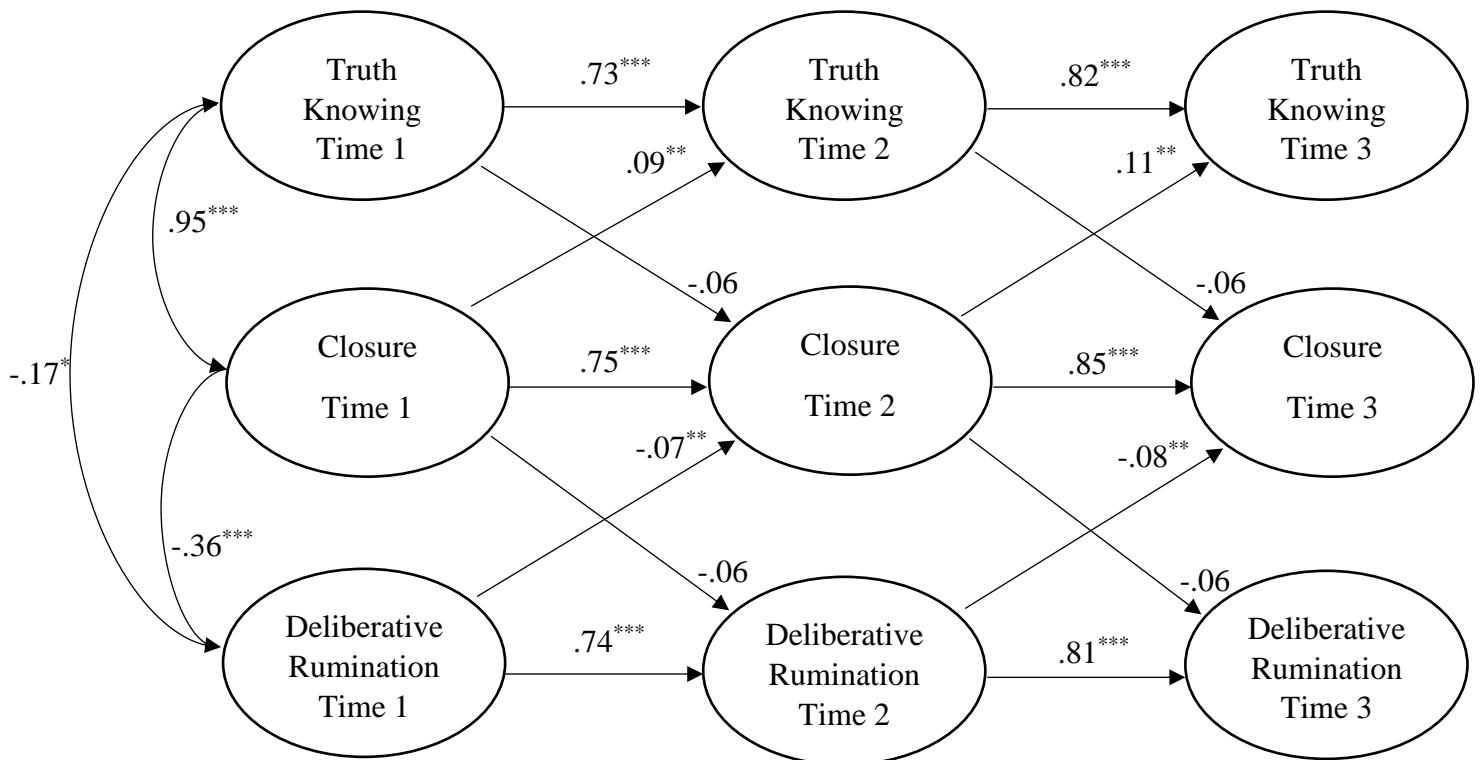 Truth
Knowing
Time 1
.73***
Truth
Knowing
Time 2
.82***
Truth
Knowing
Time 3
.09**
.11**
.95***
-.06
-.06
-.17*
Closure
Time 1
.75***
Closure
Time 2
.85***
Closure
Time 3
-.07**
-.08**
-.36***
-.06
-.06
Deliberative
Rumination
Time 1
.74***
Deliberative
Rumination
Time 2
.81***
Deliberative
Rumination
Time 3